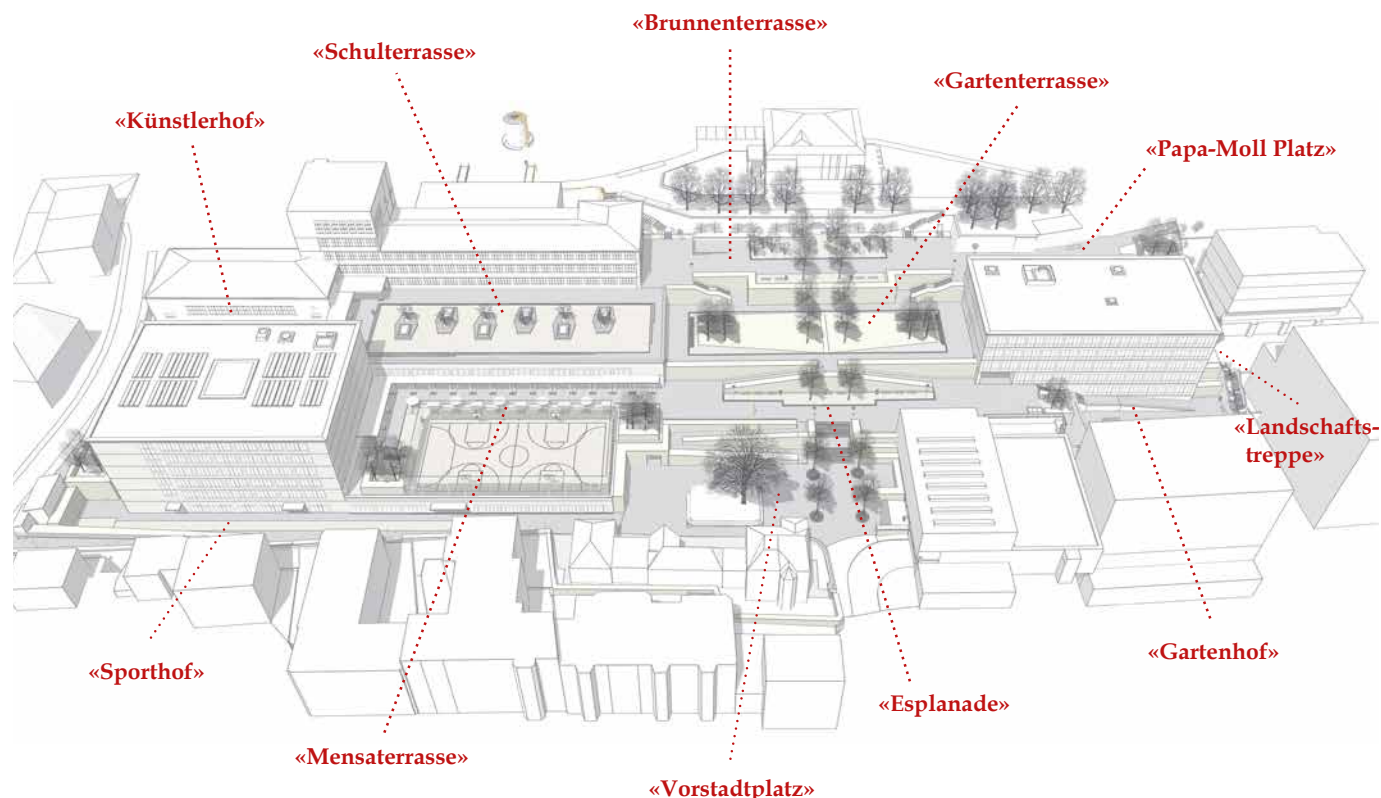 «Brunnenterrasse»
«Schulterrasse»
«Gartenterrasse»
«Künstlerhof»
«Papa-Moll Platz»
«Landschafts-
treppe»
«Gartenhof»
«Sporthof»
«Esplanade»
«Mensaterrasse»
«Vorstadtplatz»